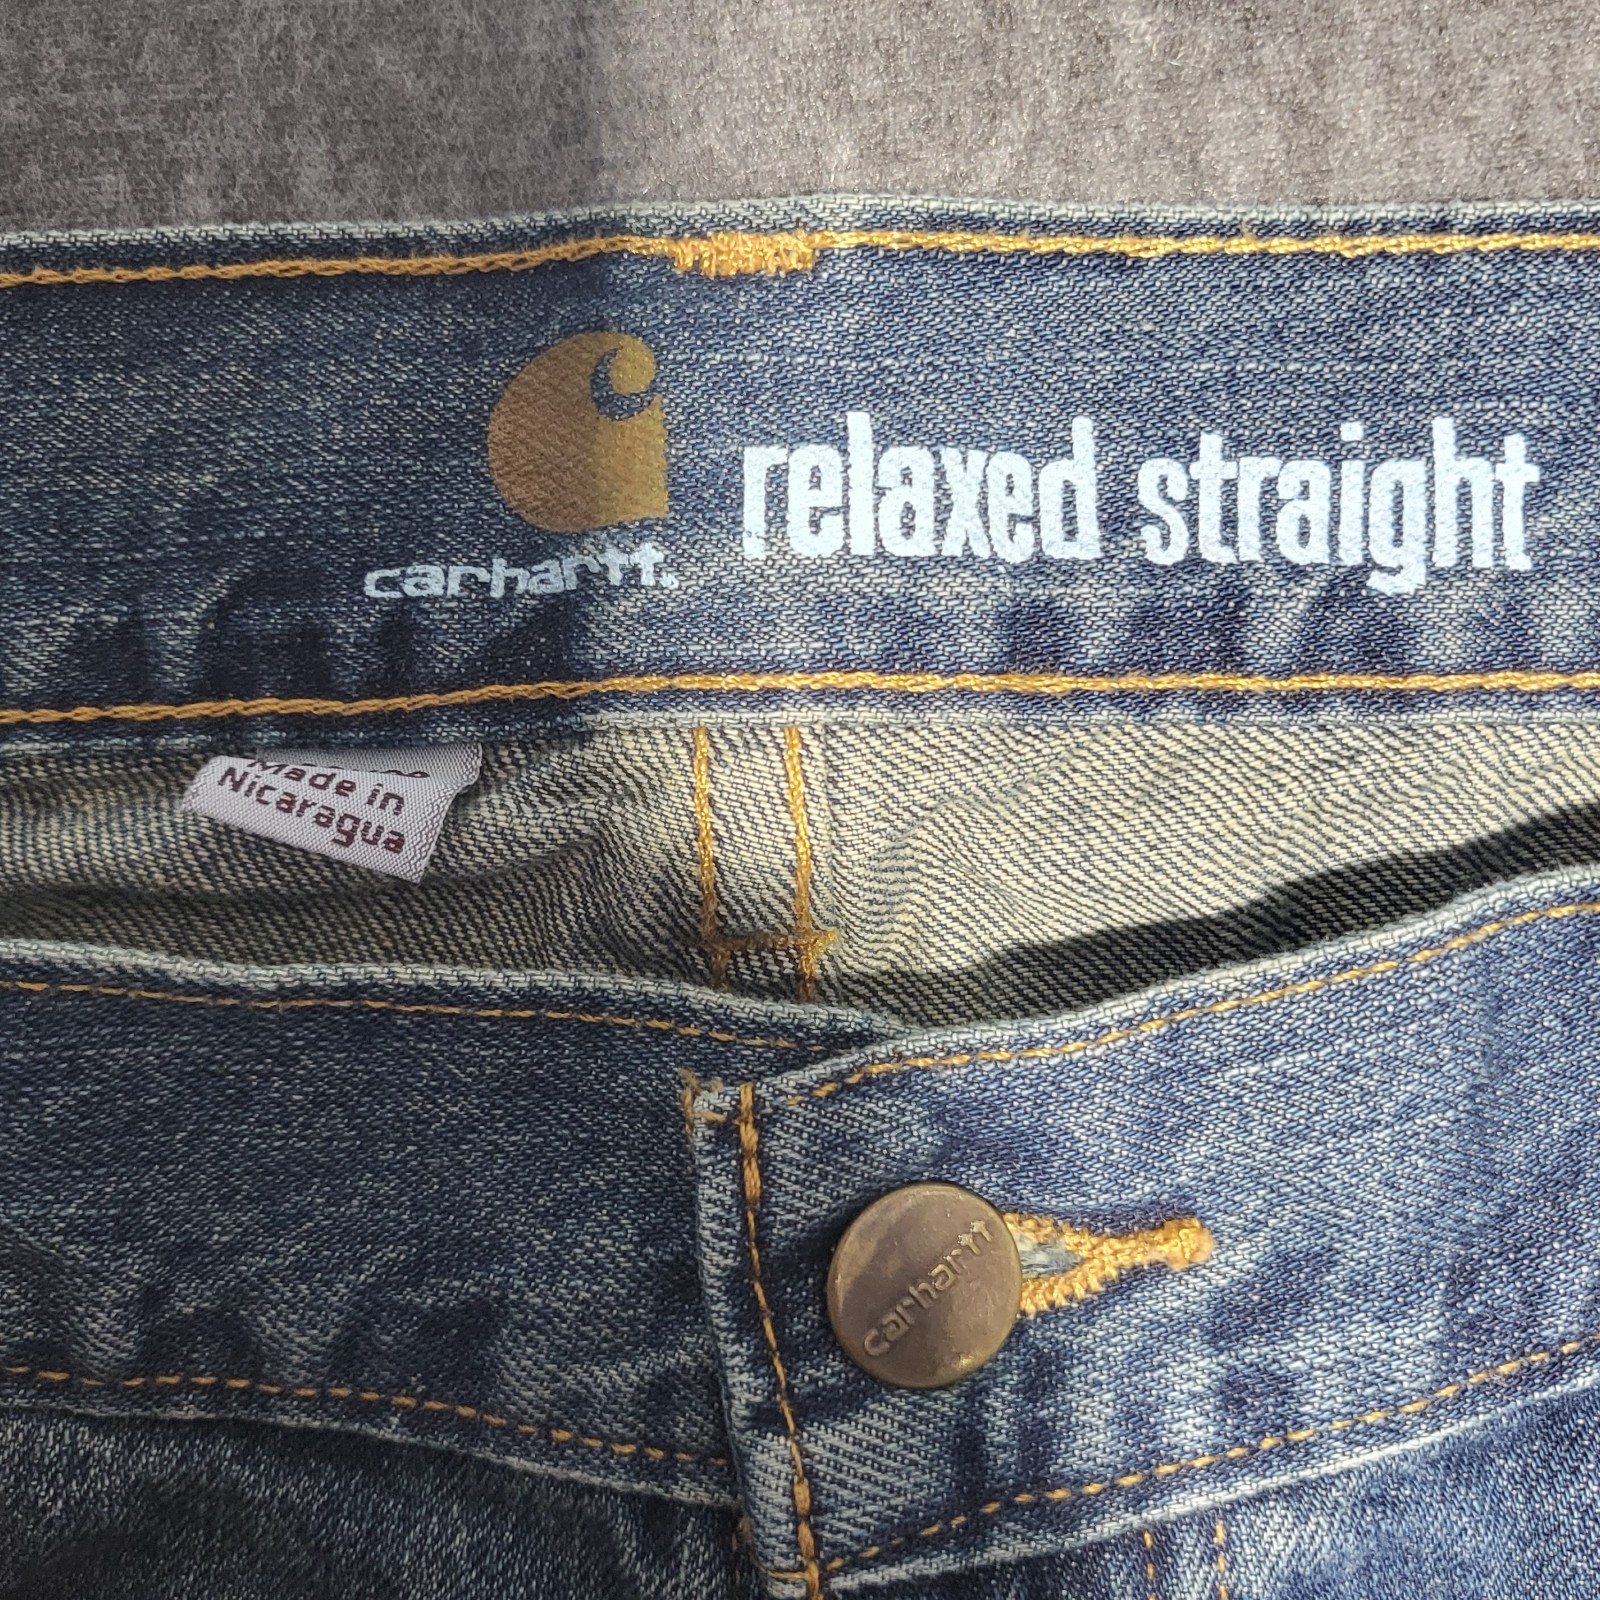 relaxed straight
carhartt®
Made in
Nicaragua
carhartt